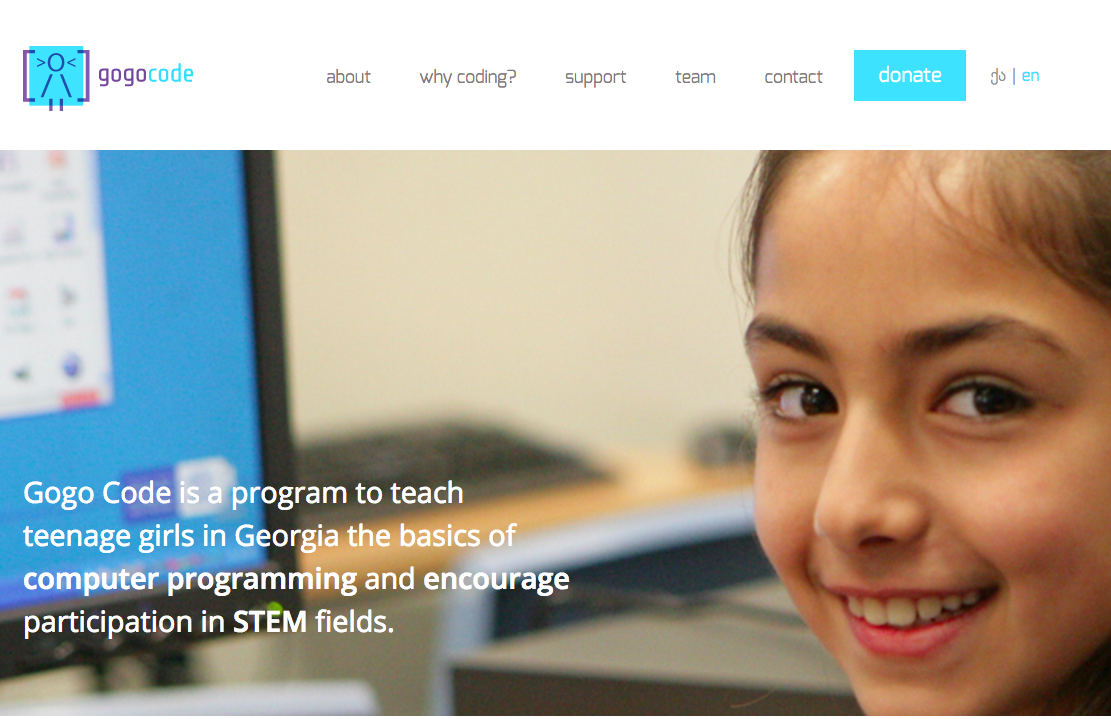 gogocode
about
why coding?
support
team
contact
donate
ქა | en
Gogo Code is a program to teach
teenage girls in Georgia the basics of
computer programming and encourage
participation in STEM fields.